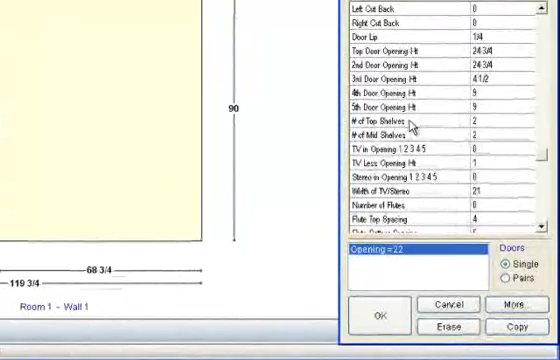 Left Cut Back 0
Right Cut Back 0
Door Lip 1/4
Top Door Opening Ht 24 3/4
2nd Door Opening Ht 24 3/4
3rd Door Opening Ht 4 1/2
4th Door Opening Ht 9
5th Door Opening Ht 9
# of Top Shelves 2
# of Mid Shelves 2
TV in Opening 1 2 3 4 5 0
TV Less Opening Ht 1
Stereo in Opening 1 2 3 4 5 0
Width of TV/Stereo 21
Number of Flutes 0
Flute Top Spacing 4
90
Opening =22
Doors
Single
Pairs
68 3/4
119 3/4
Room 1 - Wall 1
OK
Cancel
More...
Erase
Copy